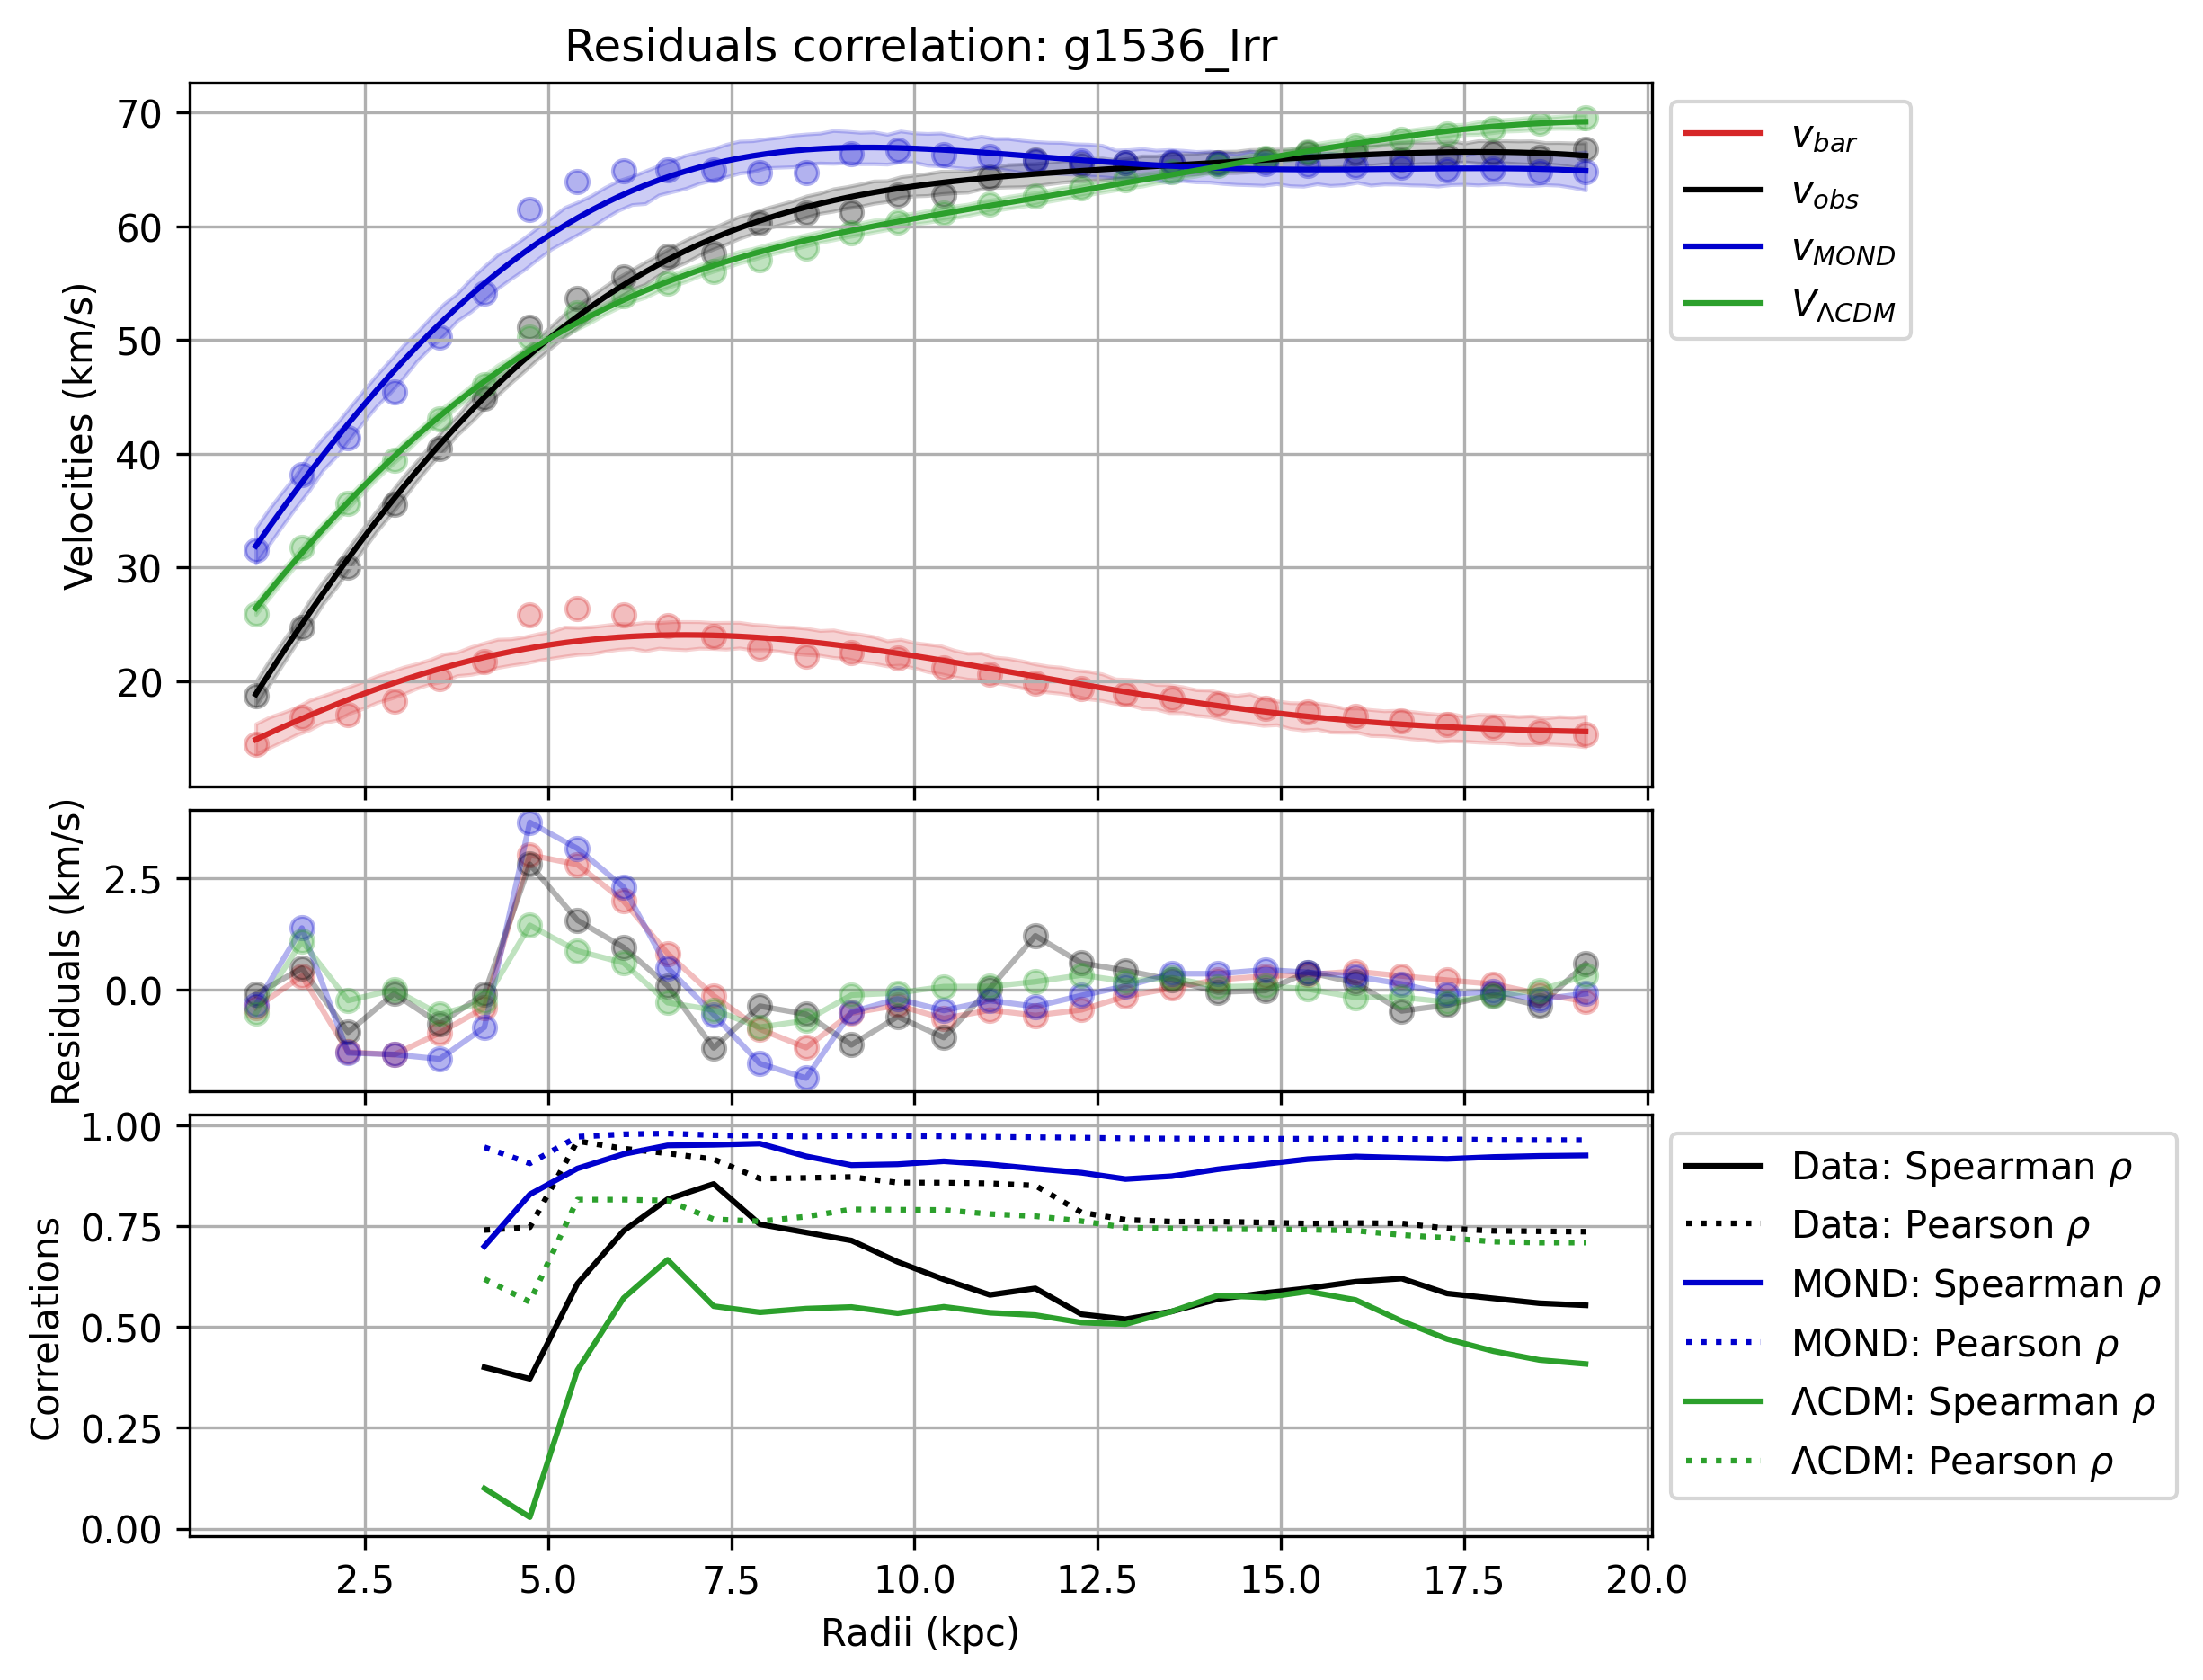 Residuals correlation: g1536_Irr
Velocities (km/s)
70
60
50
40
30
20
v_bar
v_obs
v_MOND
V_ΛCDM
Residuals (km/s)
2.5
0.0
Correlations
1.00
0.75
0.50
0.25
0.00
Data: Spearman ρ
Data: Pearson ρ
MOND: Spearman ρ
MOND: Pearson ρ
ΛCDM: Spearman ρ
ΛCDM: Pearson ρ
2.5 5.0 7.5 10.0 12.5 15.0 17.5 20.0
Radii (kpc)